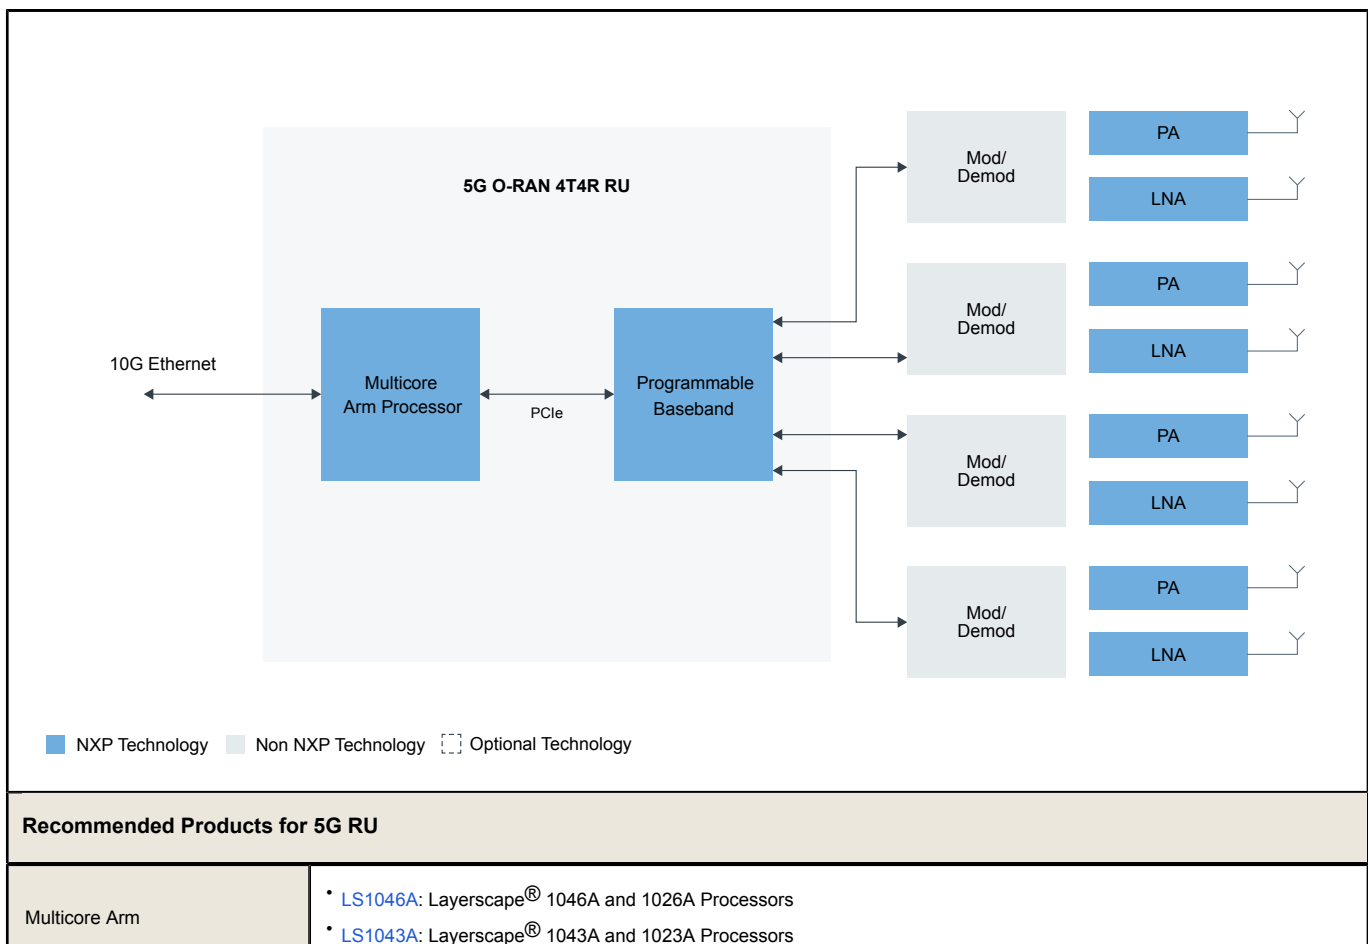 5G O-RAN 4T4R RU
10G Ethernet
Multicore
Arm Processor
PCIe
Programmable
Baseband
Mod/
Demod
PA
LNA
Mod/
Demod
PA
LNA
Mod/
Demod
PA
LNA
Mod/
Demod
PA
LNA
NXP Technology
Non NXP Technology
Optional Technology
Recommended Products for 5G RU
Multicore Arm
• LS1046A: Layerscape® 1046A and 1026A Processors
• LS1043A: Layerscape® 1043A and 1023A Processors